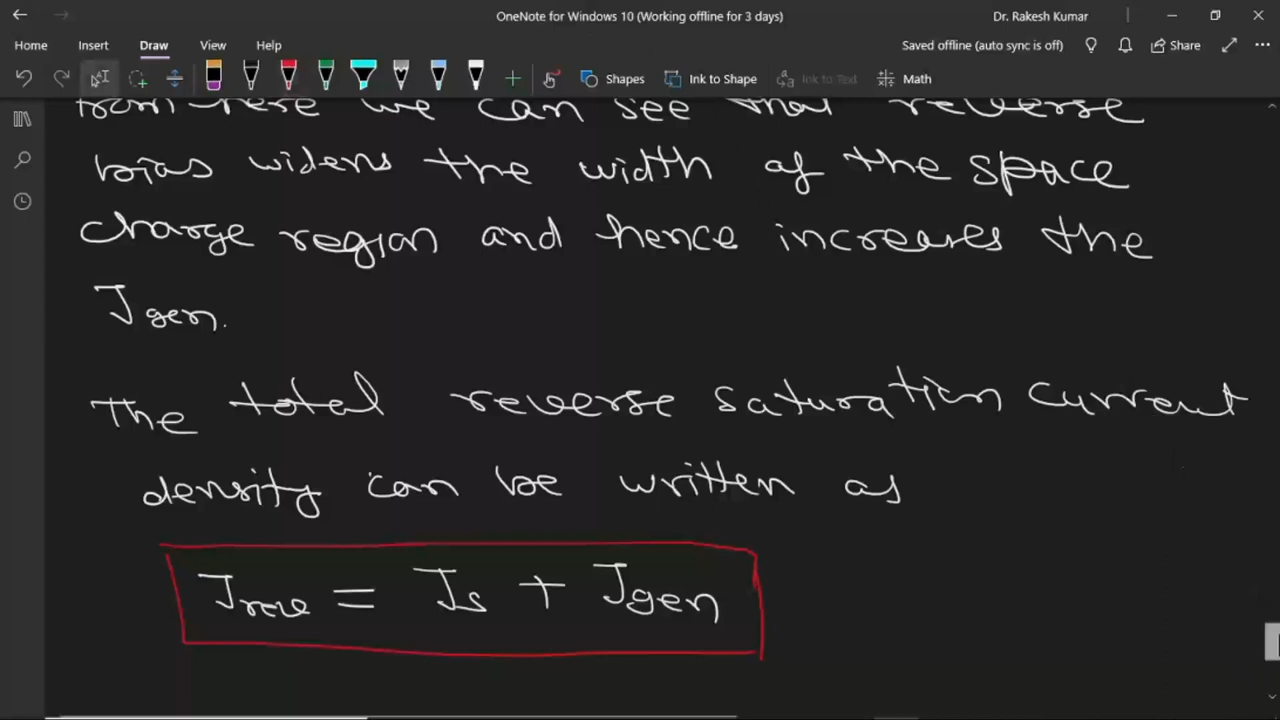 OneNote for Windows 10 (Working offline for 3 days)
Dr. Rakesh Kumar
Home Insert Draw View Help
Saved offline (auto sync is off)
Share
Shapes Ink to Shape Ink to Text Math
from here we can see that reverse
bias widens the width of the space
charge region and hence increases the
Jgen.
The total reverse saturation current
density can be written as
Jrev = Js + Jgen